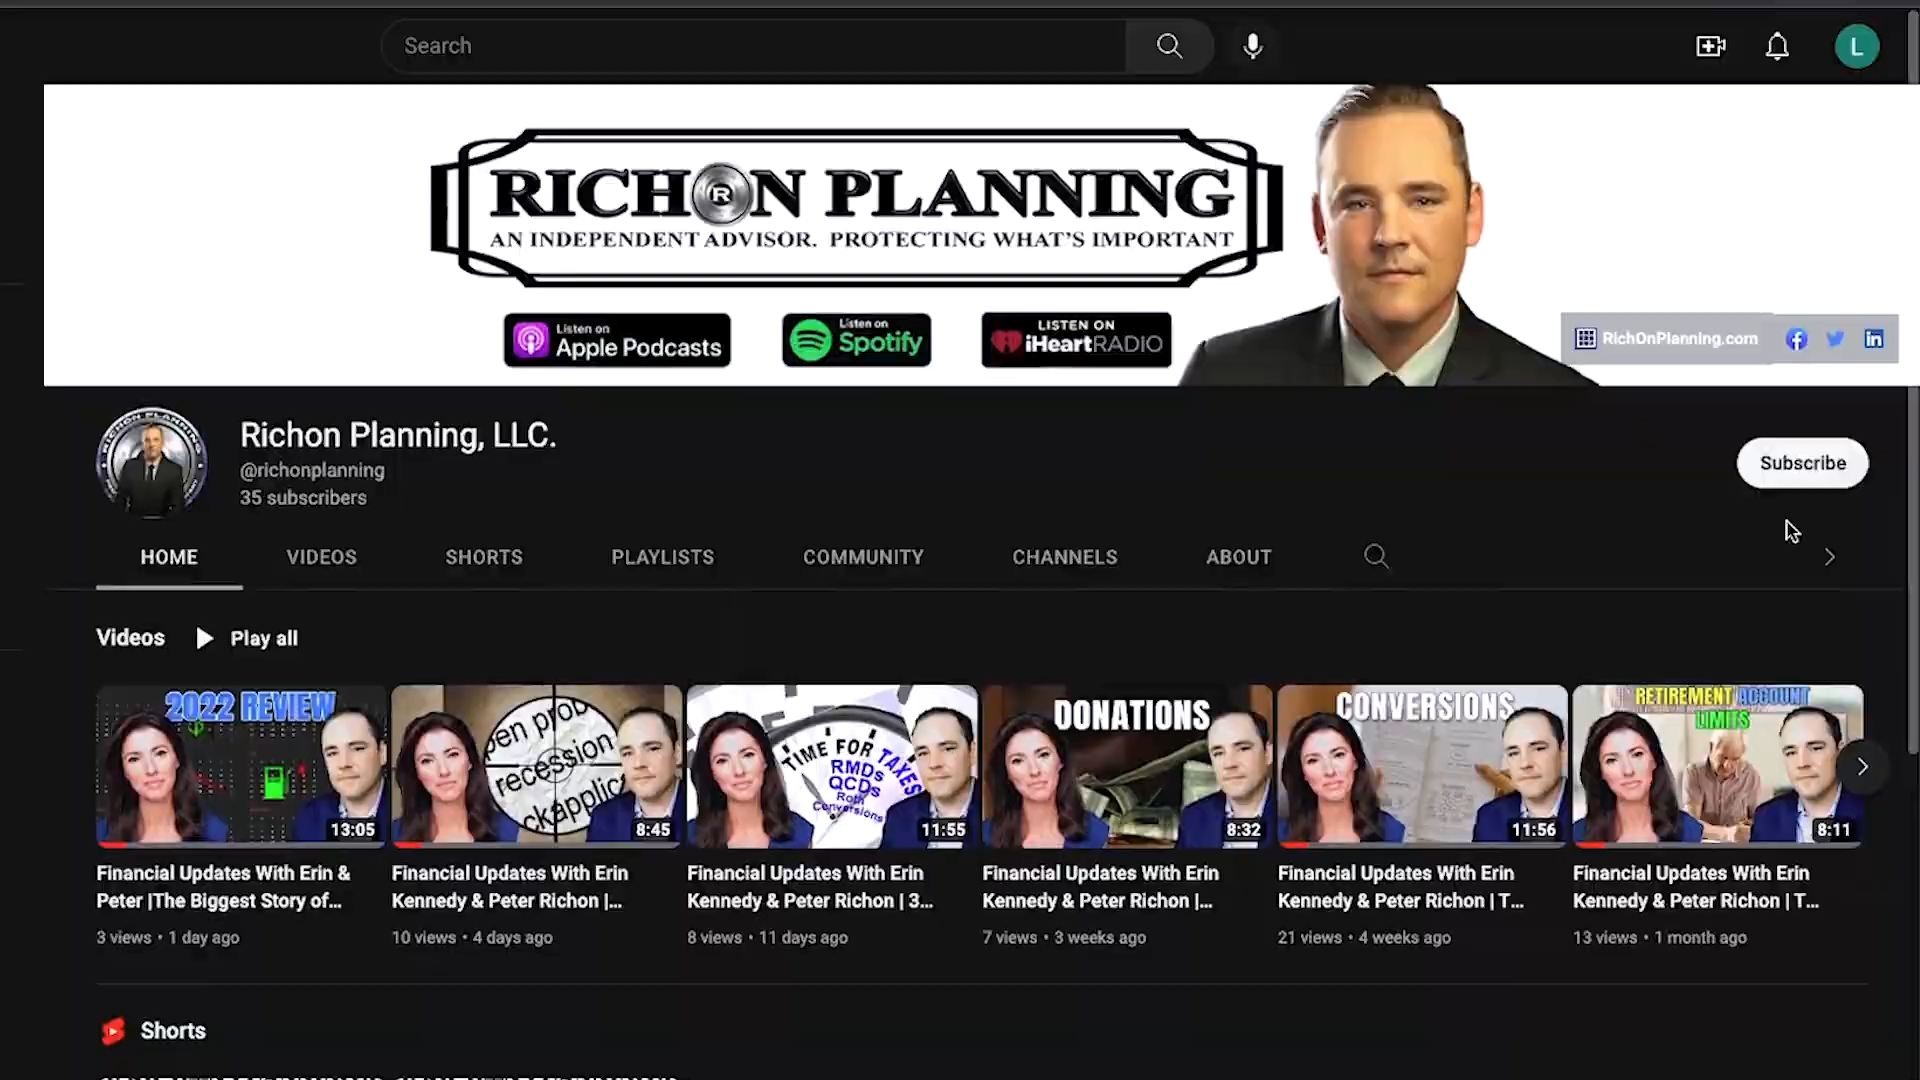 Search
L
RICHON PLANNING
AN INDEPENDENT ADVISOR. PROTECTING WHAT'S IMPORTANT
Listen on
Apple Podcasts
Listen on
Spotify
LISTEN ON
iHeartRADIO
RichOnPlanning.com
Richon Planning, LLC.
@richonplanning
35 subscribers
Subscribe
HOME VIDEOS SHORTS PLAYLISTS COMMUNITY CHANNELS ABOUT
Videos Play all
2022 REVIEW
13:05
pen prob
recession
ckapplic
8:45
TIME FOR TAXES
RMDs
QCDs
Roth
Conversions
11:55
DONATIONS
8:32
CONVERSIONS
11:56
RETIREMENT ACCOUNT
LIMITS
8:11
Financial Updates With Erin &
Peter |The Biggest Story of...
3 views • 1 day ago
Financial Updates With Erin
Kennedy & Peter Richon |...
10 views • 4 days ago
Financial Updates With Erin
Kennedy & Peter Richon | 3...
8 views • 11 days ago
Financial Updates With Erin
Kennedy & Peter Richon |...
7 views • 3 weeks ago
Financial Updates With Erin
Kennedy & Peter Richon | T...
21 views • 4 weeks ago
Financial Updates With Erin
Kennedy & Peter Richon | T...
13 views • 1 month ago
Shorts